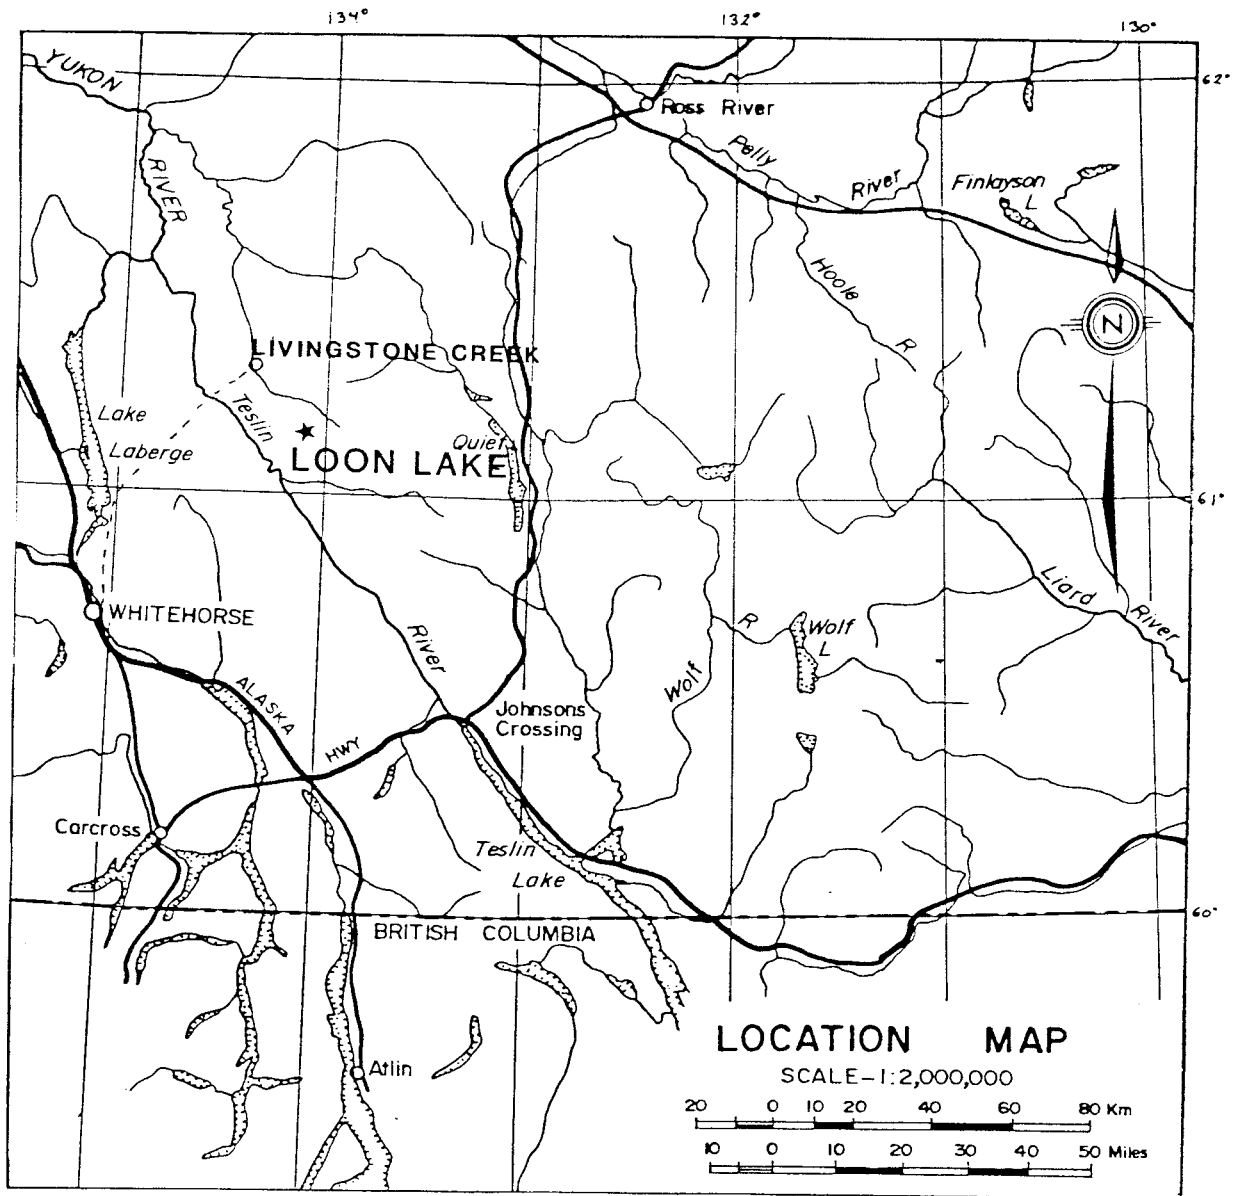 134° 132° 130°
YUKON
62°
Ross River
RIVER
Pelly
River
Finlayson
L
Hoole
R
N
LIVINGSTONE CREEK
Lake
Laberge
Teslin
Quiet
LOON LAKE
61°
Liard
River
WHITEHORSE
River
R
Wolf
L
Wolf
ALASKA
HWY
Johnsons
Crossing
Carcross
Teslin
Lake
60°
BRITISH COLUMBIA
Atlin
LOCATION MAP
SCALE-1:2,000,000
20 0 10 20 40 60 80 Km
10 0 10 20 30 40 50 Miles